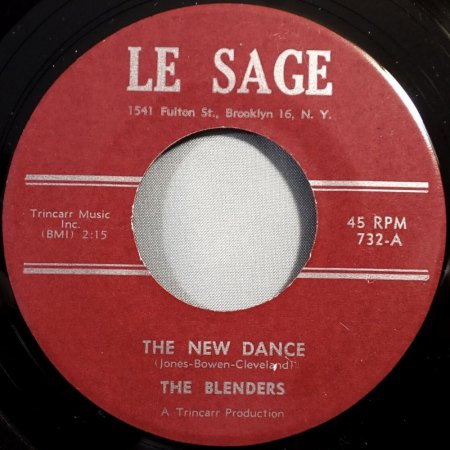 LE SAGE
1541 Fulton St., Brooklyn 16, N. Y.
Trincarr Music
Inc.
(BMI) 2:15
45 RPM
732-A
THE NEW DANCE
(Jones-Bowen-Cleveland)
THE BLENDERS
A Trincarr Production